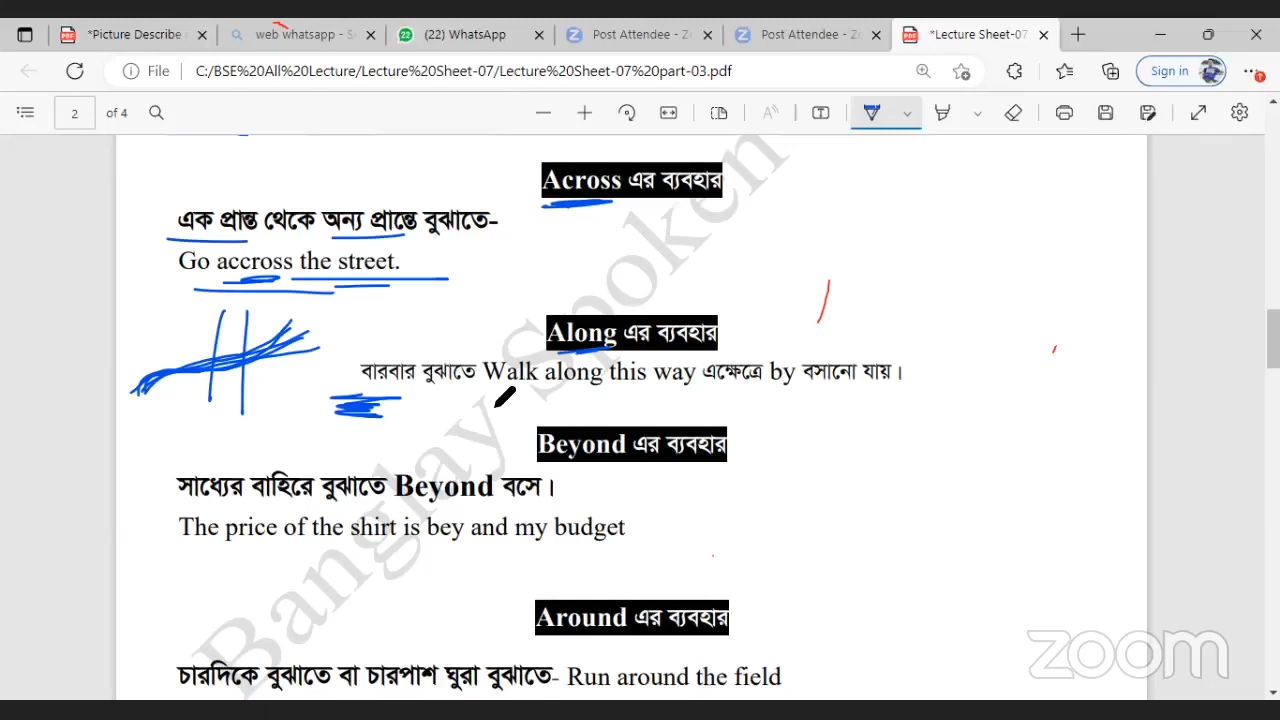 *Picture Describe
web whatsapp - S
(22) WhatsApp
Post Attendee - Z
Post Attendee - Z
*Lecture Sheet-07
File
C:/BSE%20All%20Lecture/Lecture%20Sheet-07/Lecture%20Sheet-07%20part-03.pdf
Sign in
2 of 4
Across এর ব্যবহার
এক প্রান্ত থেকে অন্য প্রান্তে বুঝাতে-
Go accross the street.
Along এর ব্যবহার
বারবার বুঝাতে Walk along this way এক্ষেত্রে by বসানো যায়।
Beyond এর ব্যবহার
সাধ্যের বাহিরে বুঝাতে Beyond বসে।
The price of the shirt is bey and my budget
Around এর ব্যবহার
চারদিকে বুঝাতে বা চারপাশ ঘুরা বুঝাতে- Run around the field
Banglay Spoken
zoom